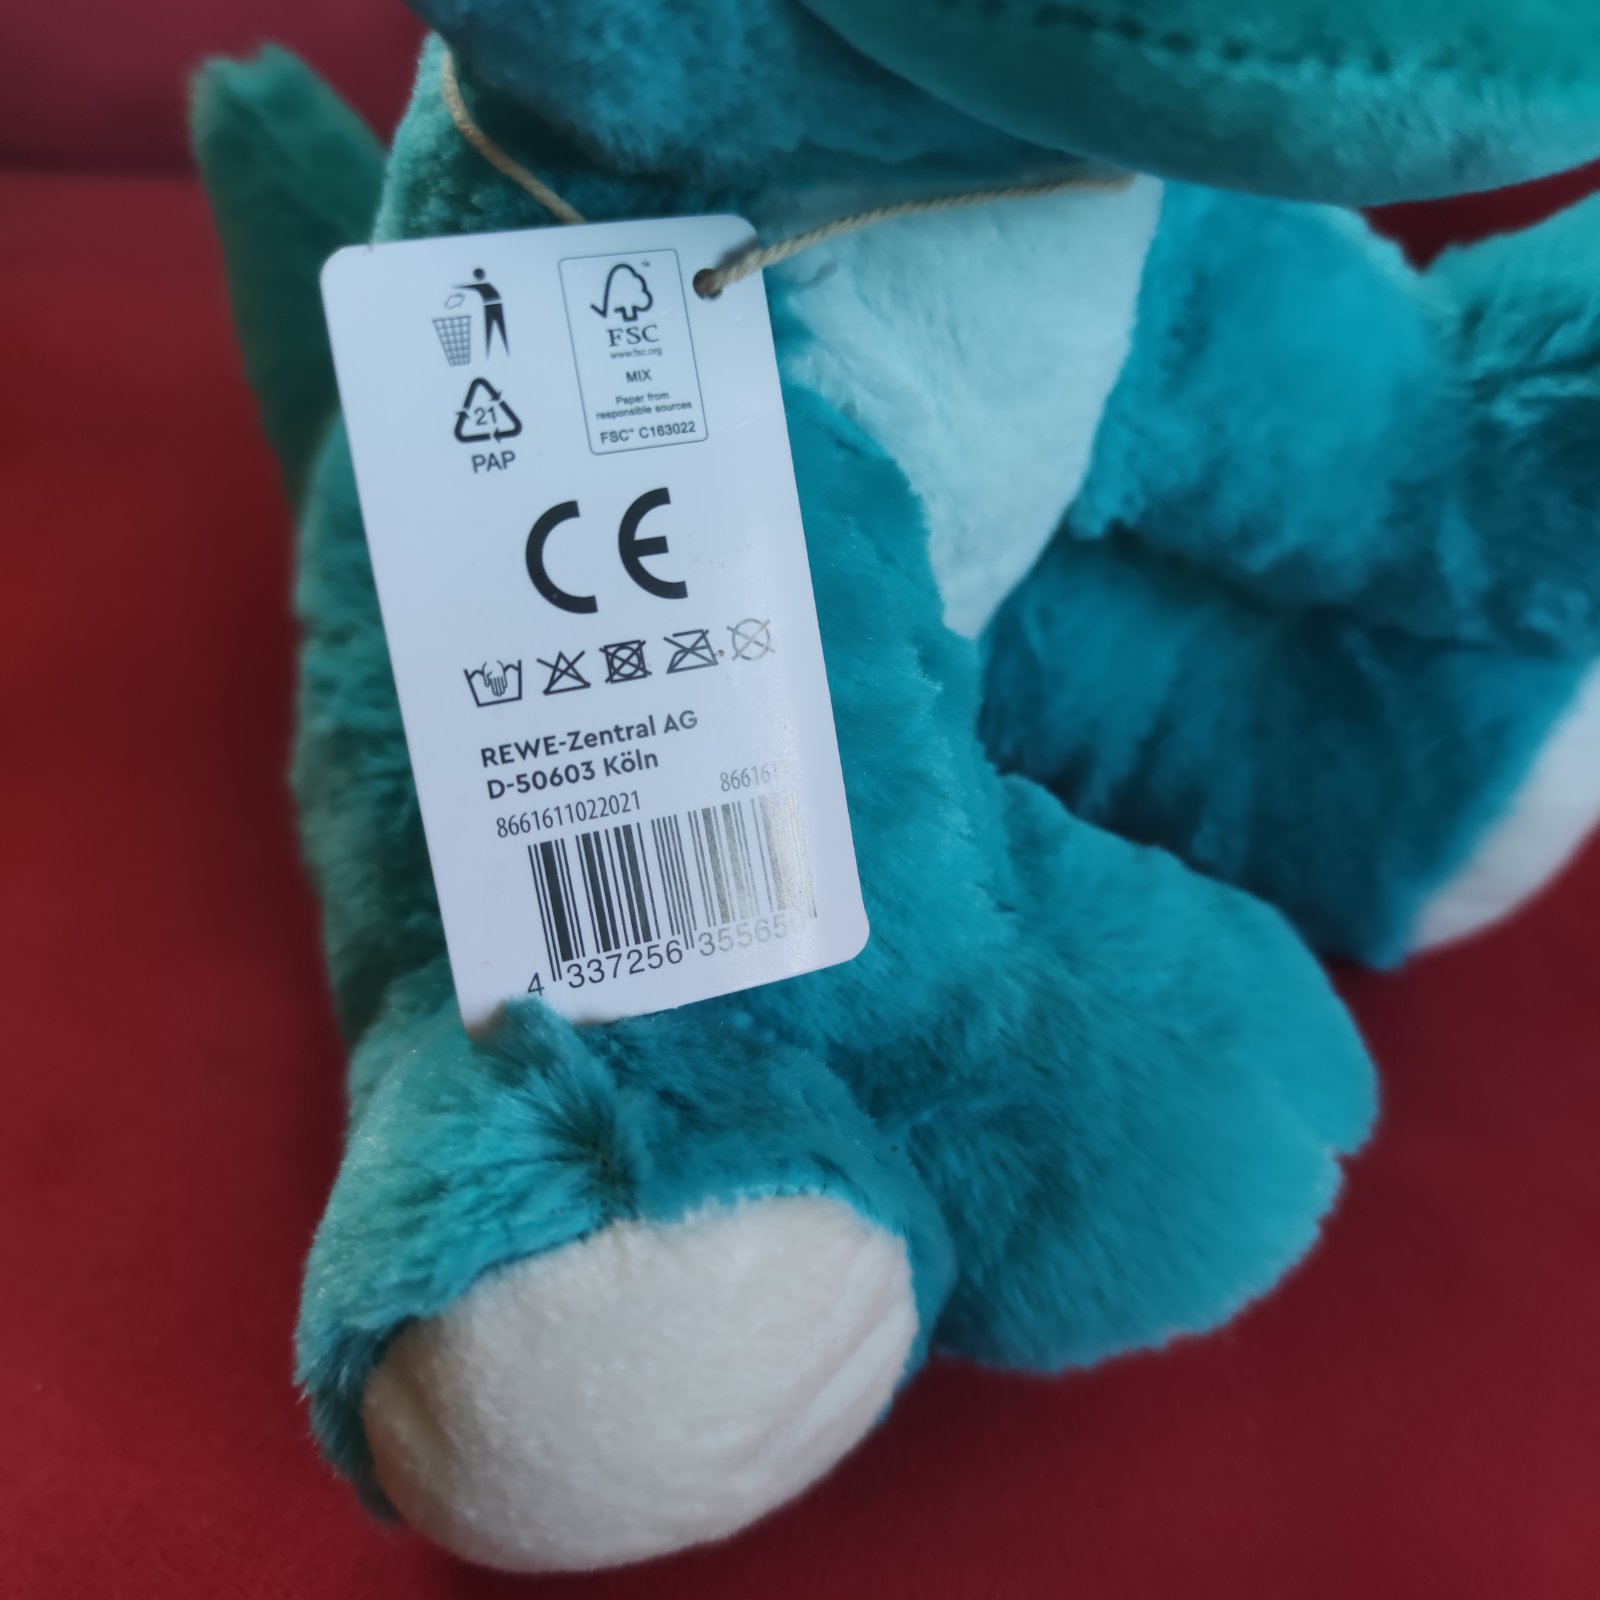 FSC
www.fsc.org
MIX
Paper from
responsible sources
FSC™ C163022
21
PAP
CE
REWE-Zentral AG
D-50603 Köln
8661611022021
4 337256 35565